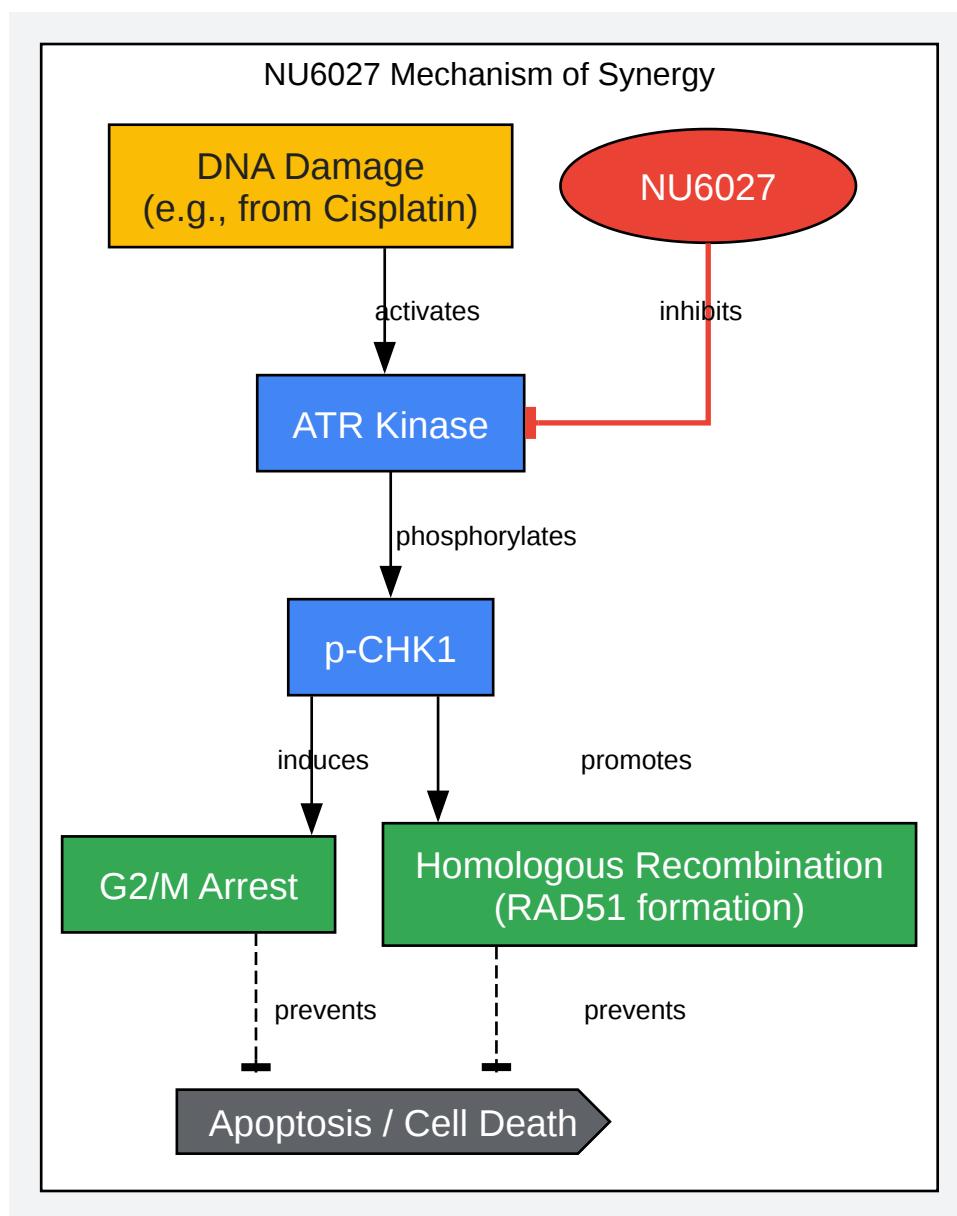 NU6027 Mechanism of Synergy
DNA Damage
(e.g., from Cisplatin)
NU6027
activates
inhibits
ATR Kinase
phosphorylates
p-CHK1
induces
promotes
G2/M Arrest
Homologous Recombination
(RAD51 formation)
prevents
prevents
Apoptosis / Cell Death